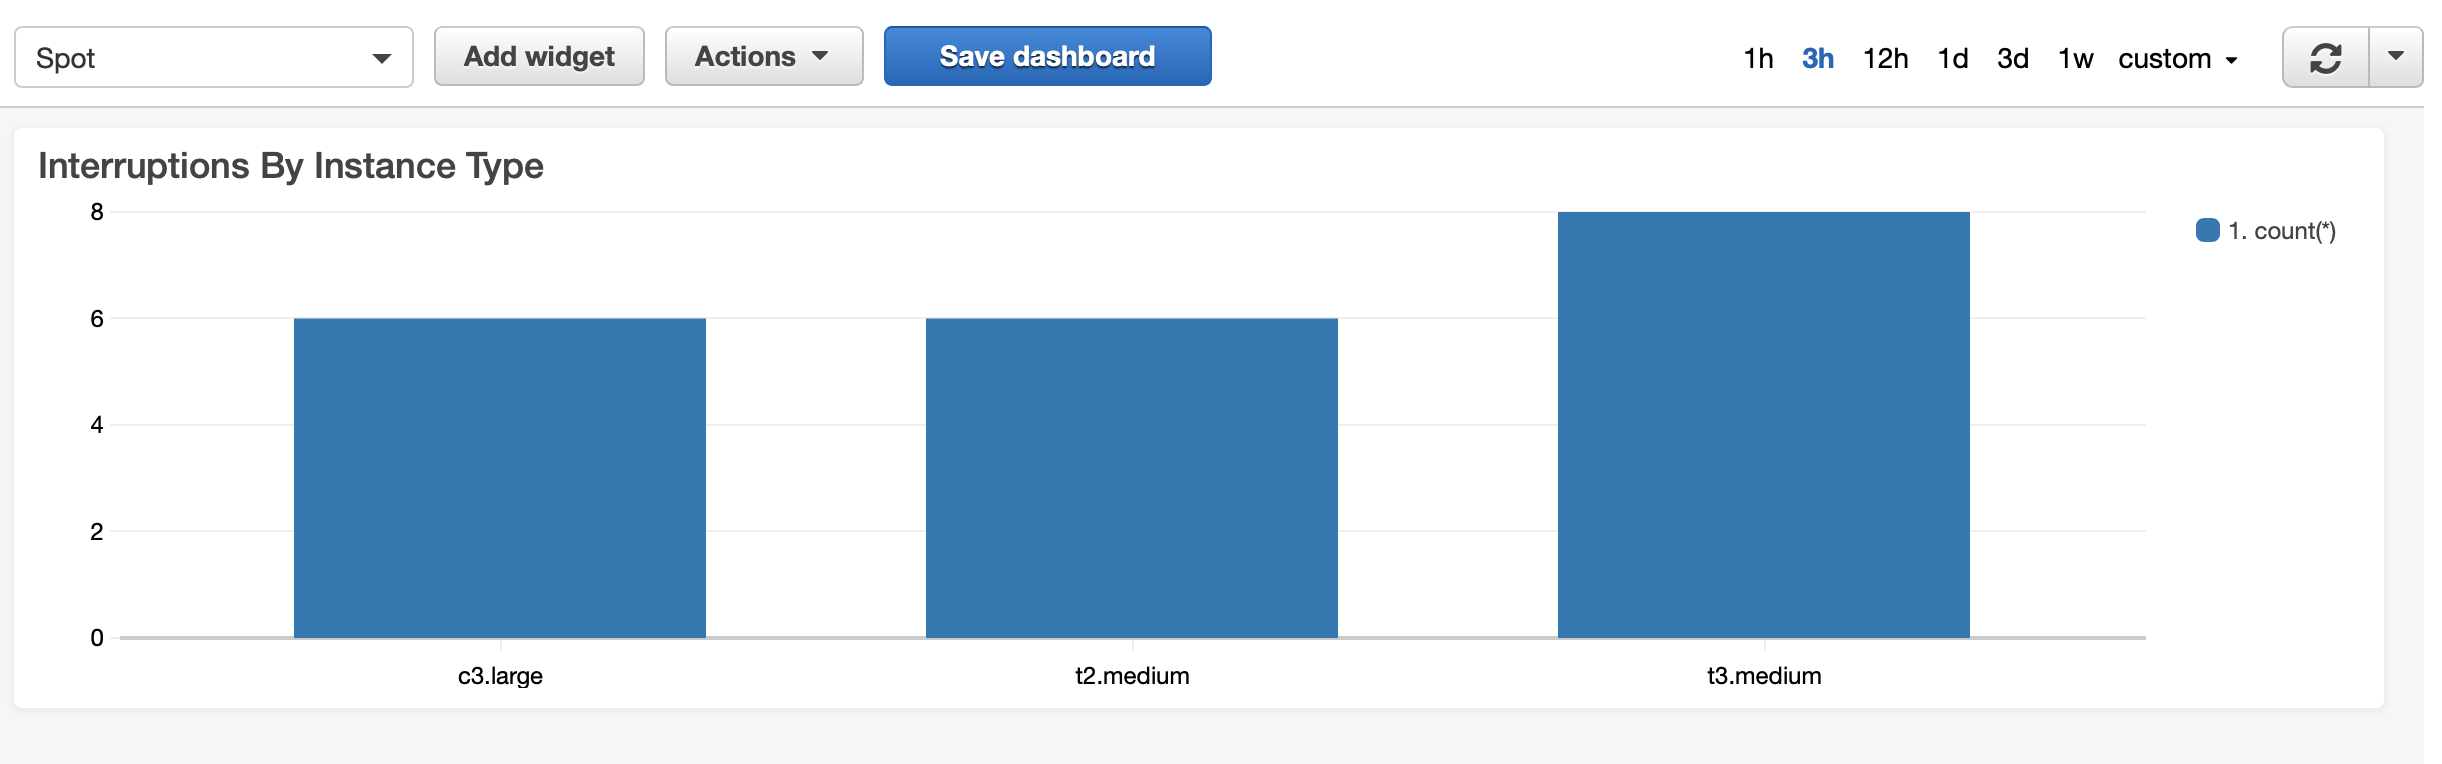 Spot Add widget Actions Save dashboard 1h 3h 12h 1d 3d 1w custom
Interruptions By Instance Type
8
1. count(*)
6
4
2
0
c3.large t2.medium t3.medium